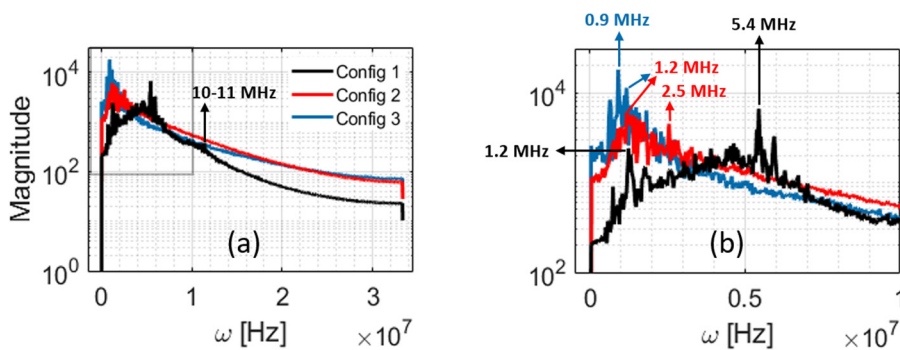 0.9 MHz
5.4 MHz
10⁴
Config 1
Config 2
Config 3
10-11 MHz
10²
10⁰
Magnitude
(a)
0
1
2
3
ω [Hz]
×10⁷
10⁴
1.2 MHz
2.5 MHz
1.2 MHz
10²
(b)
0
0.5
1
ω [Hz]
×10⁷